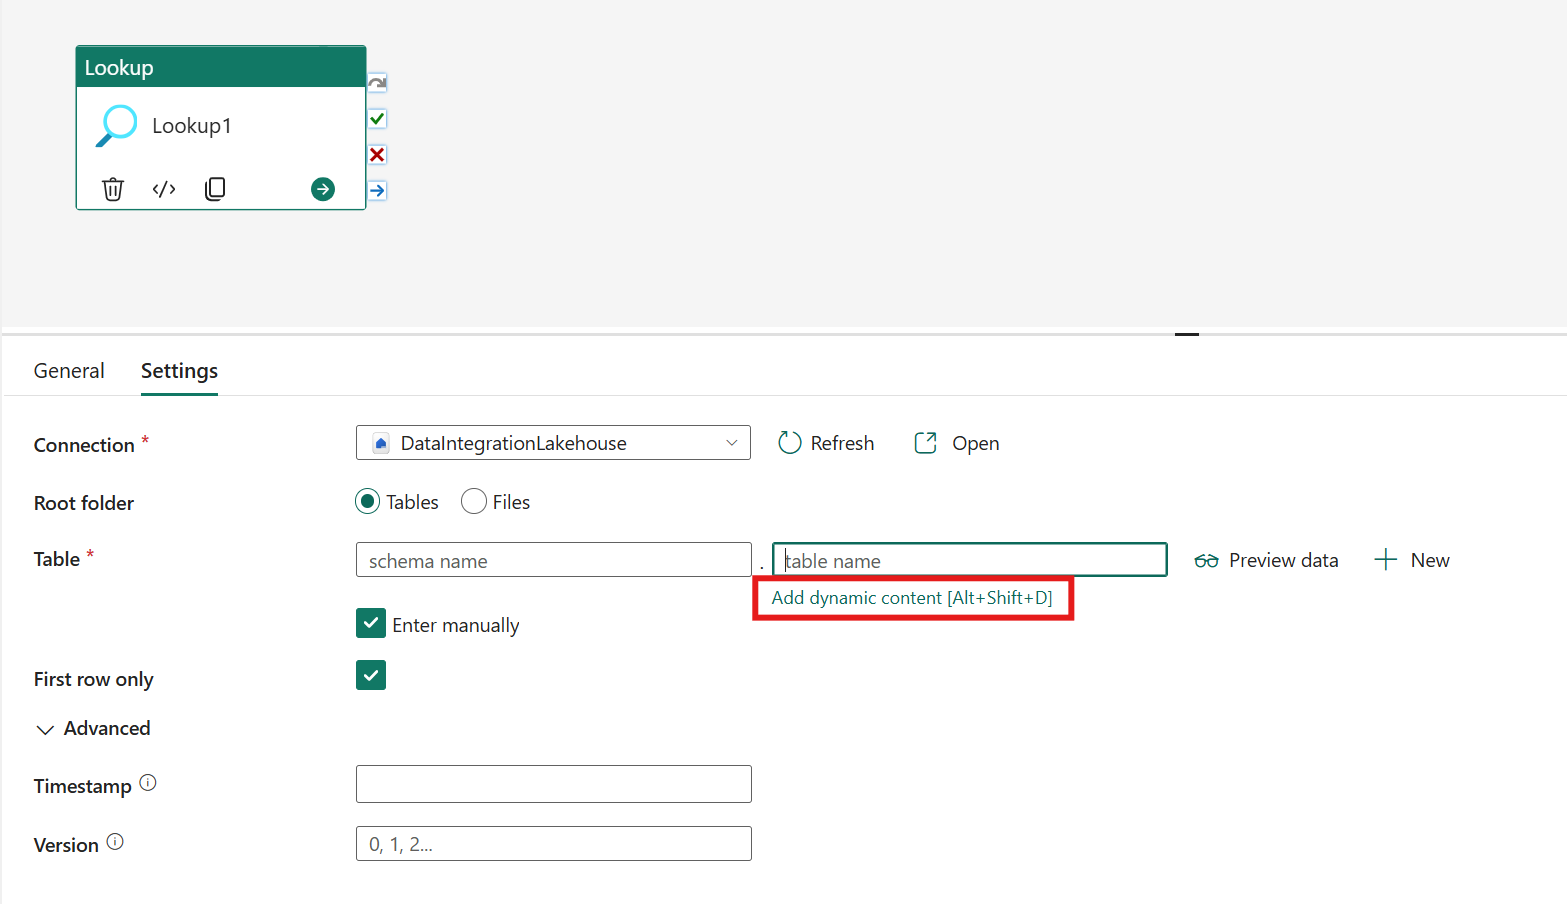 Lookup
Lookup1
General Settings
Connection * DataIntegrationLakehouse Refresh Open
Root folder Tables Files
Table * schema name . table name Preview data New
Add dynamic content [Alt+Shift+D]
Enter manually
First row only
Advanced
Timestamp
Version 0, 1, 2...